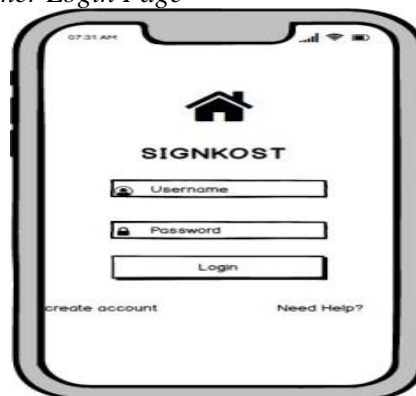 Login Page
07:31 AM
SIGNKOST
Username
Password
Login
create account Need Help?